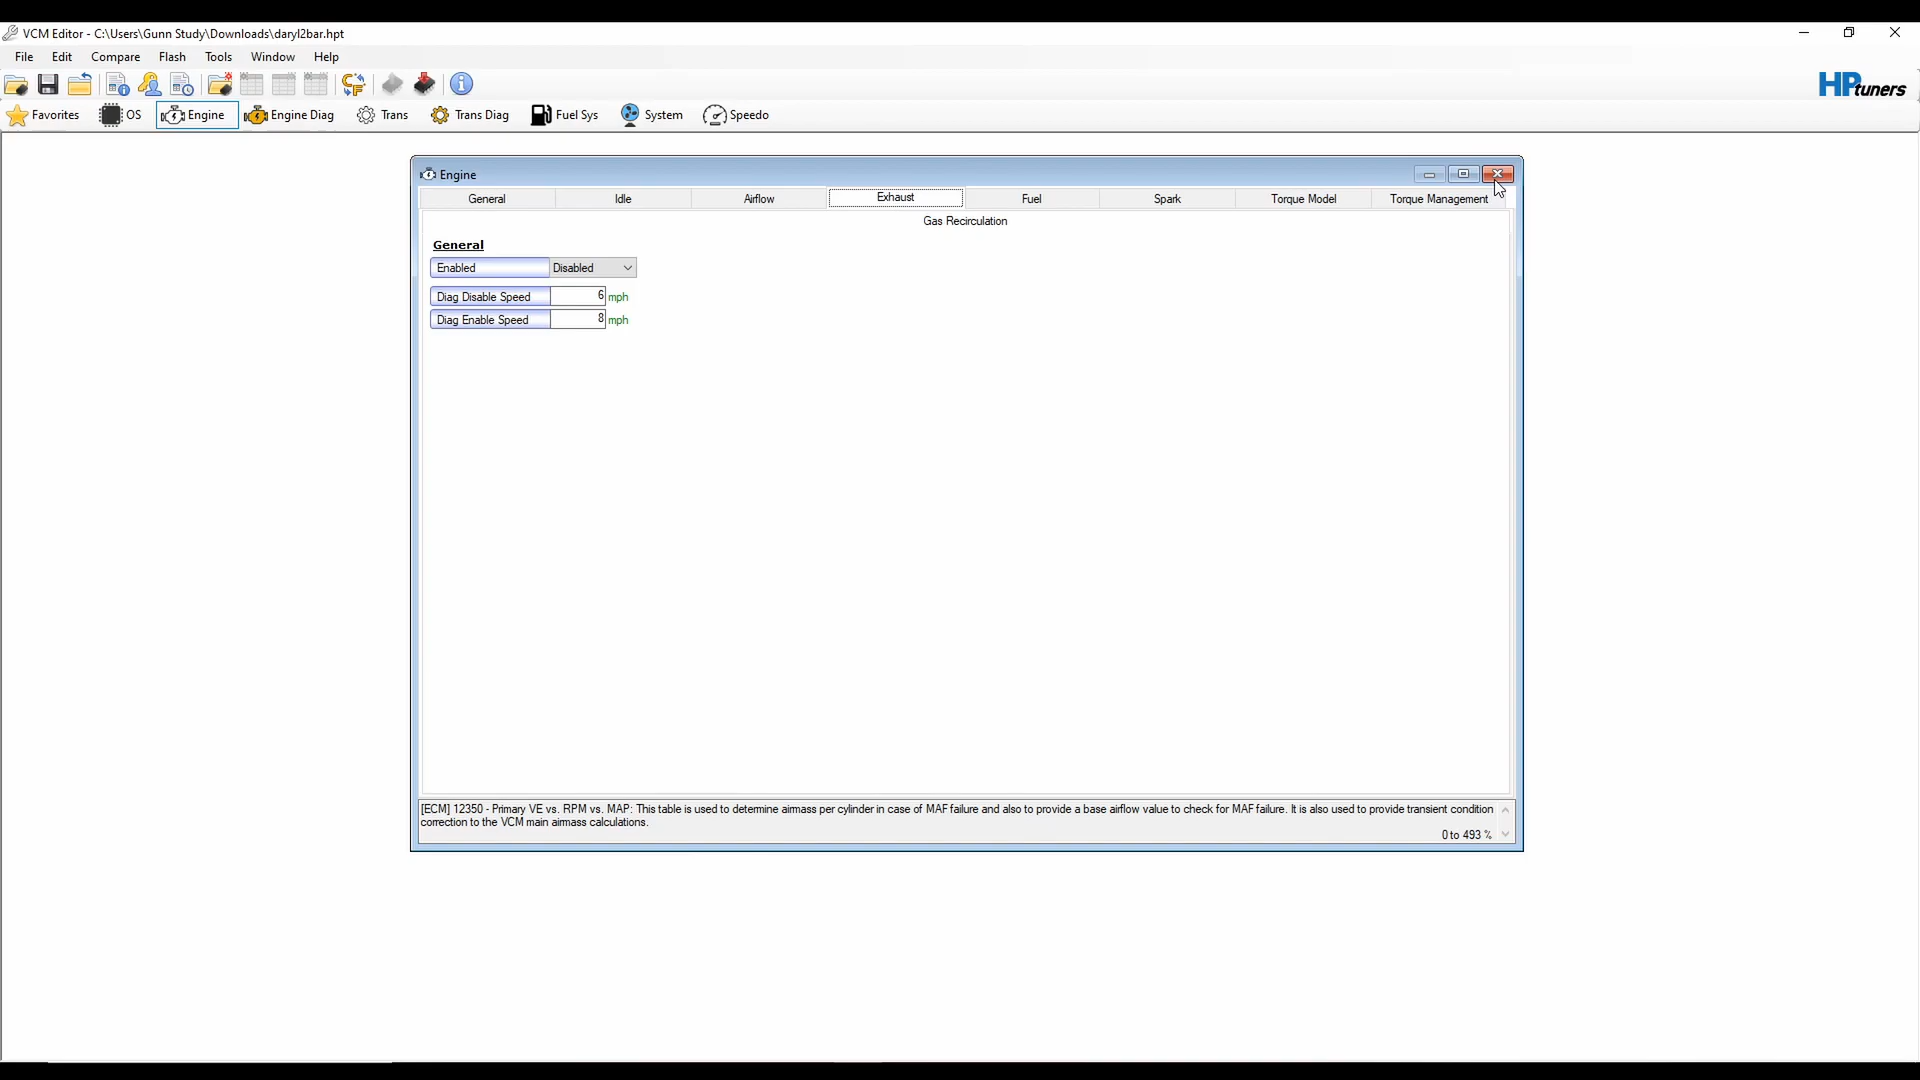 VCM Editor - C:\Users\Gunn Study\Downloads\daryl2bar.hpt
File Edit Compare Flash Tools Window Help
HPtuners
Favorites OS Engine Engine Diag Trans Trans Diag Fuel Sys System Speedo
Engine
General Idle Airflow Exhaust Fuel Spark Torque Model Torque Management
Gas Recirculation
General
Enabled Disabled
Diag Disable Speed 6 mph
Diag Enable Speed 8 mph
[ECM] 12350 - Primary VE vs. RPM vs. MAP: This table is used to determine airmass per cylinder in case of MAF failure and also to provide a base airflow value to check for MAF failure. It is also used to provide transient condition
correction to the VCM main airmass calculations.
0 to 493 %